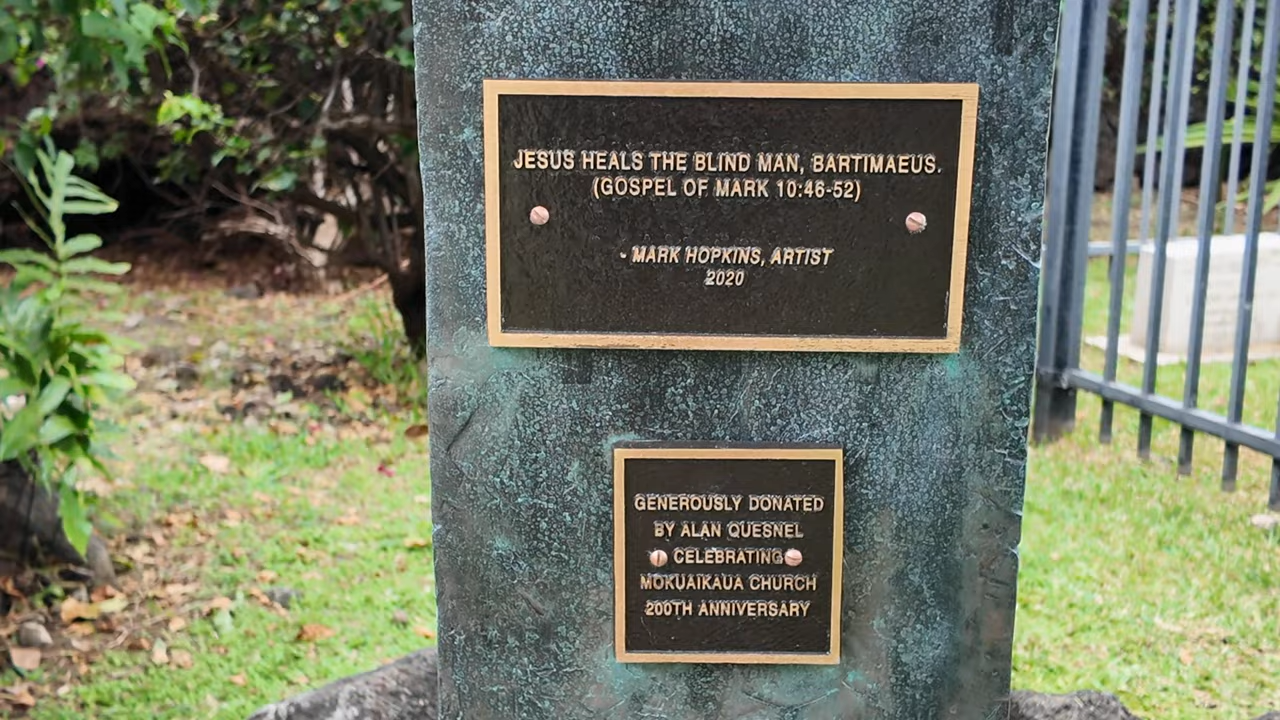 JESUS HEALS THE BLIND MAN, BARTIMAEUS.
(GOSPEL OF MARK 10:46-52)
- MARK HOPKINS, ARTIST
2020
GENEROUSLY DONATED
BY ALAN QUESNEL
CELEBRATING
MOKUAIKAUA CHURCH
200TH ANNIVERSARY